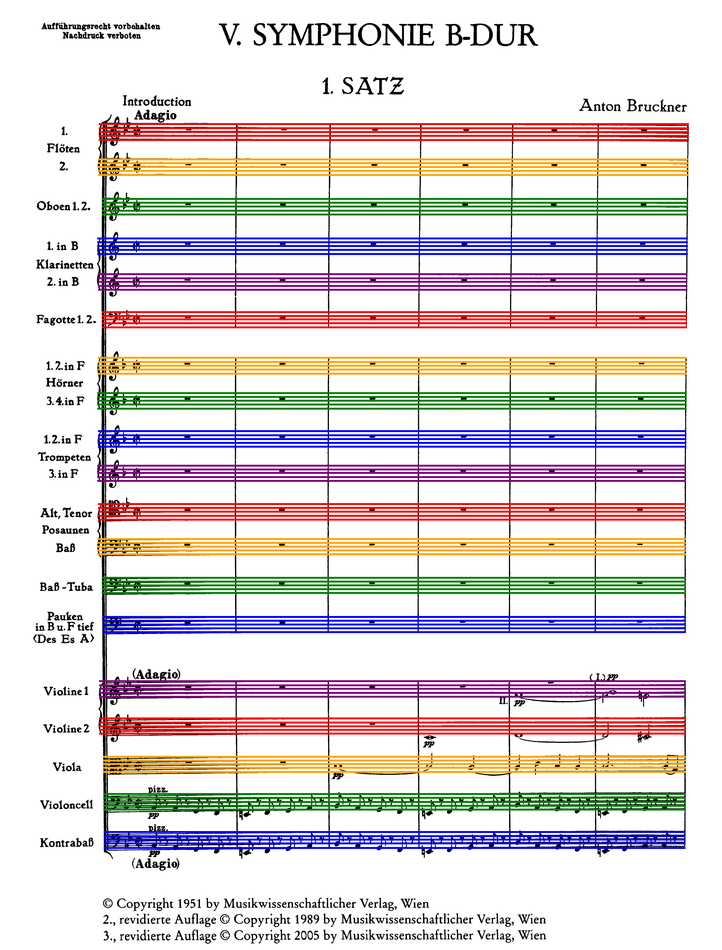 Aufführungsrecht vorbehalten
Nachdruck verboten
V. SYMPHONIE B-DUR
1. SATZ
Introduction
Adagio
Anton Bruckner
1.
Flöten
2.
Oboen 1. 2.
1. in B
Klarinetten
2. in B
Fagotte 1. 2.
1. 2. in F
Hörner
3. 4. in F
1. 2. in F
Trompeten
3. in F
Alt, Tenor
Posaunen
Baß
Baß-Tuba
Pauken
in B u. F tief
(Des Es A)
(Adagio)
(I.) pp
Violine 1
II. pp
Violine 2
pp
Viola
pp
pizz.
Violoncell
pp
pizz.
Kontrabaß
pp
(Adagio)
© Copyright 1951 by Musikwissenschaftlicher Verlag, Wien
2., revidierte Auflage © Copyright 1989 by Musikwissenschaftlicher Verlag, Wien
3., revidierte Auflage © Copyright 2005 by Musikwissenschaftlicher Verlag, Wien